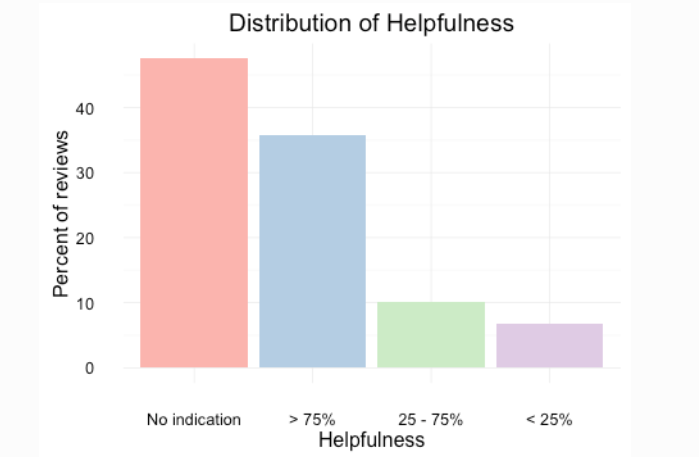 Distribution of Helpfulness
Percent of reviews
40
30
20
10
0
No indication
> 75%
25 - 75%
< 25%
Helpfulness